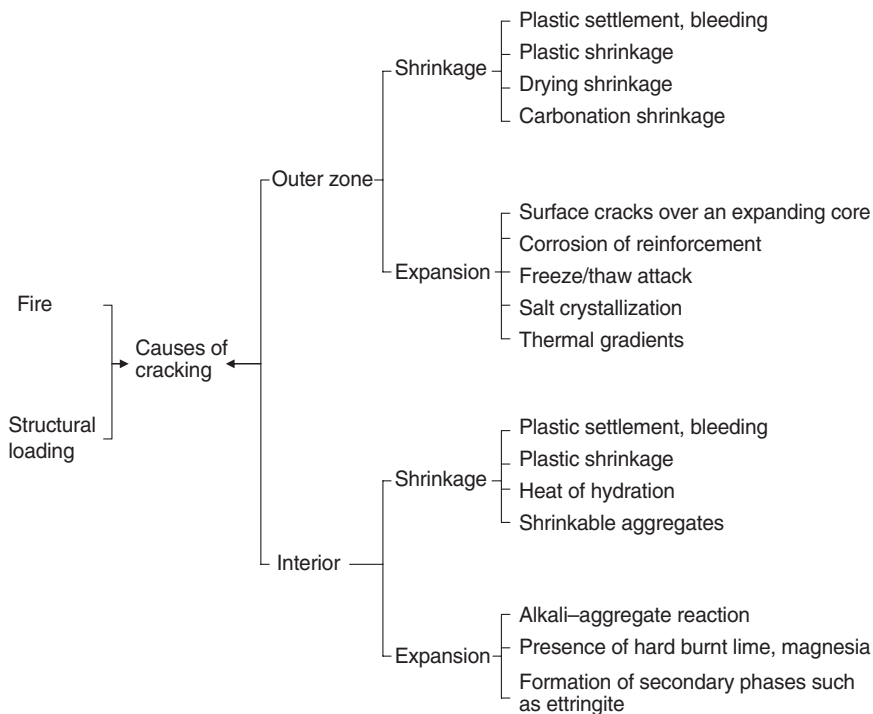 Fire
Structural
loading
Causes of
cracking
Outer zone
Shrinkage
Plastic settlement, bleeding
Plastic shrinkage
Drying shrinkage
Carbonation shrinkage
Expansion
Surface cracks over an expanding core
Corrosion of reinforcement
Freeze/thaw attack
Salt crystallization
Thermal gradients
Interior
Shrinkage
Plastic settlement, bleeding
Plastic shrinkage
Heat of hydration
Shrinkable aggregates
Expansion
Alkali–aggregate reaction
Presence of hard burnt lime, magnesia
Formation of secondary phases such
as ettringite